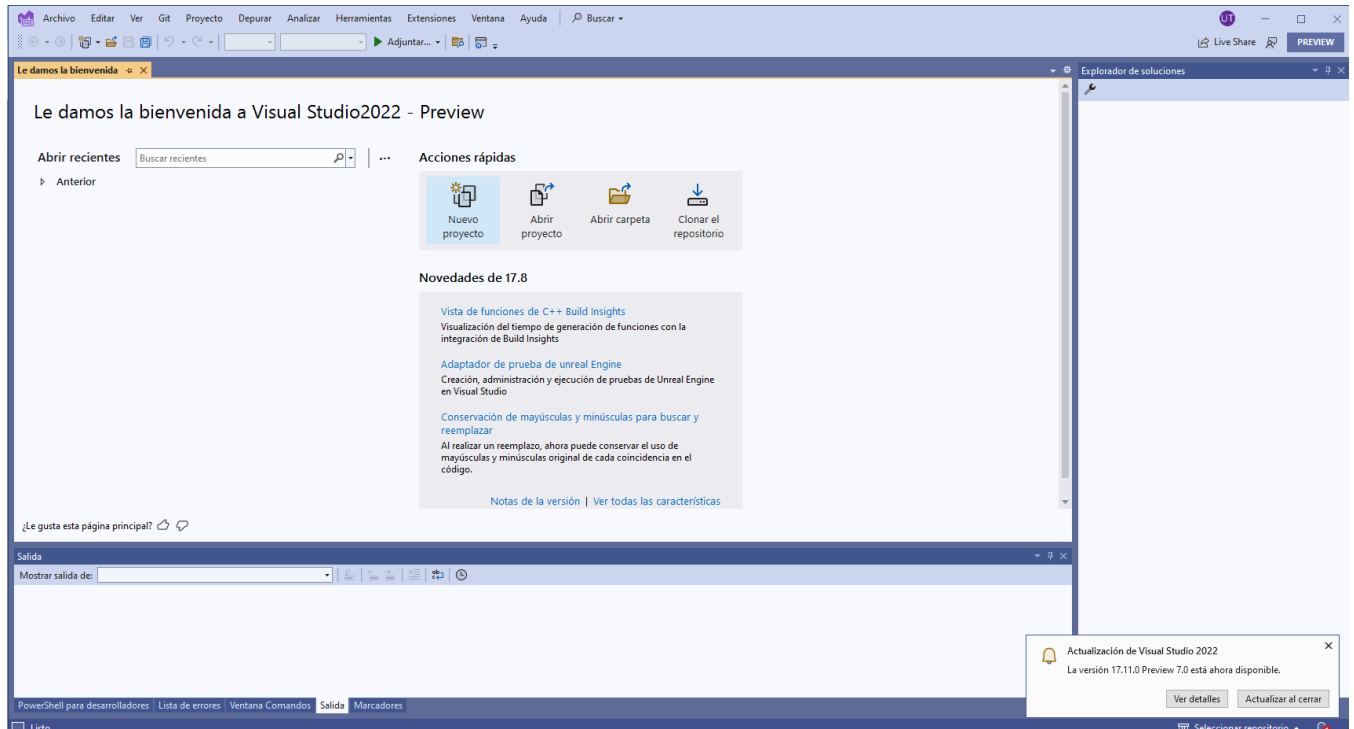 Archivo Editar Ver Git Proyecto Depurar Analizar Herramientas Extensiones Ventana Ayuda Buscar
UT
Adjuntar...
Live Share
PREVIEW
Le damos la bienvenida
Explorador de soluciones
Le damos la bienvenida a Visual Studio2022 - Preview
Abrir recientes
Buscar recientes
Anterior
Acciones rápidas
Nuevo proyecto
Abrir proyecto
Abrir carpeta
Clonar el repositorio
Novedades de 17.8
Vista de funciones de C++ Build Insights
Visualización del tiempo de generación de funciones con la
integración de Build Insights
Adaptador de prueba de unreal Engine
Creación, administración y ejecución de pruebas de Unreal Engine
en Visual Studio
Conservación de mayúsculas y minúsculas para buscar y
reemplazar
Al realizar un reemplazo, ahora puede conservar el uso de
mayúsculas y minúsculas original de cada coincidencia en el
código.
Notas de la versión | Ver todas las características
¿Le gusta esta página principal?
Salida
Mostrar salida de:
Actualización de Visual Studio 2022
La versión 17.11.0 Preview 7.0 está ahora disponible.
Ver detalles
Actualizar al cerrar
PowerShell para desarrolladores Lista de errores Ventana Comandos Salida Marcadores
Listo
Seleccionar repositorio